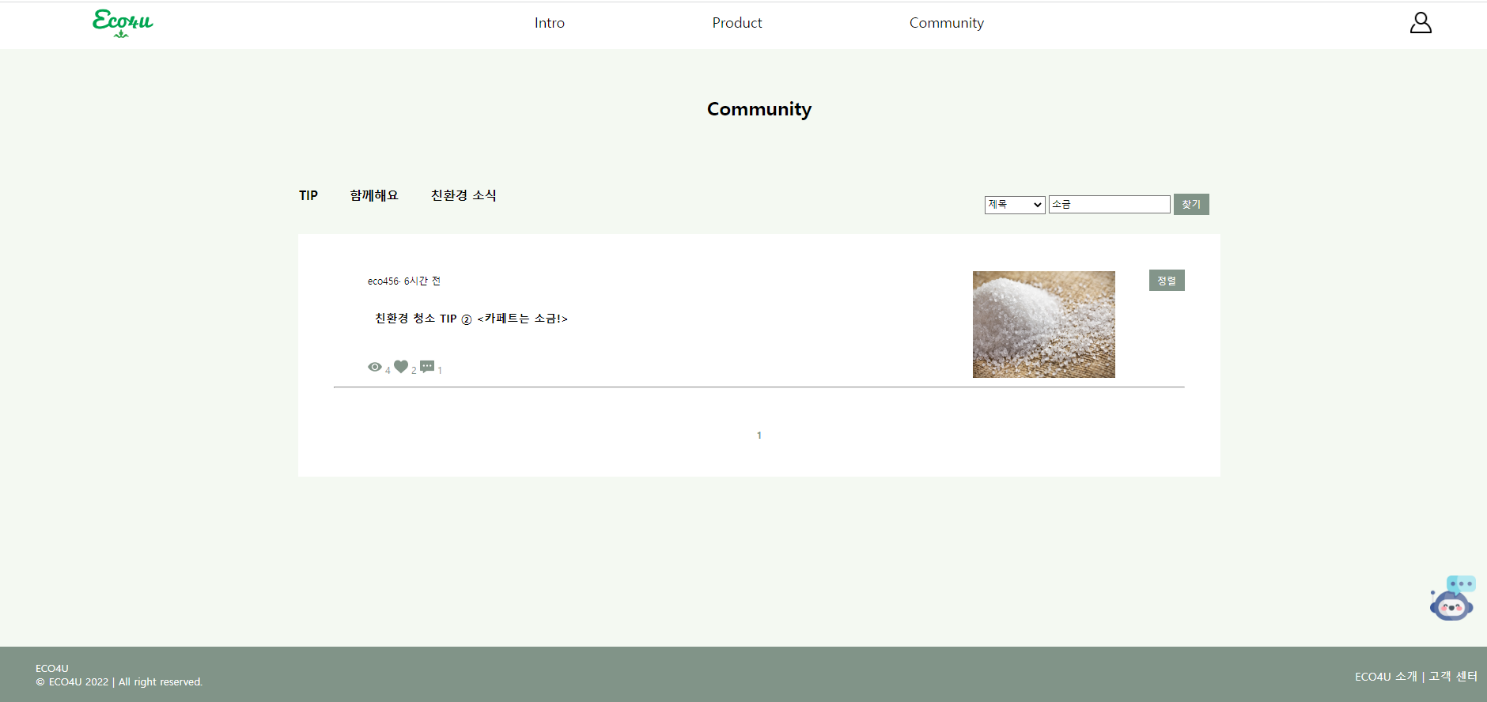 Eco4u
Intro Product Community
Community
TIP 함께해요 친환경 소식
제목 소금 찾기
eco456· 6시간 전
정렬
친환경 청소 TIP ② <카페트는 소금!>
4 2 1
1
ECO4U
© ECO4U 2022 | All right reserved.
ECO4U 소개 | 고객 센터